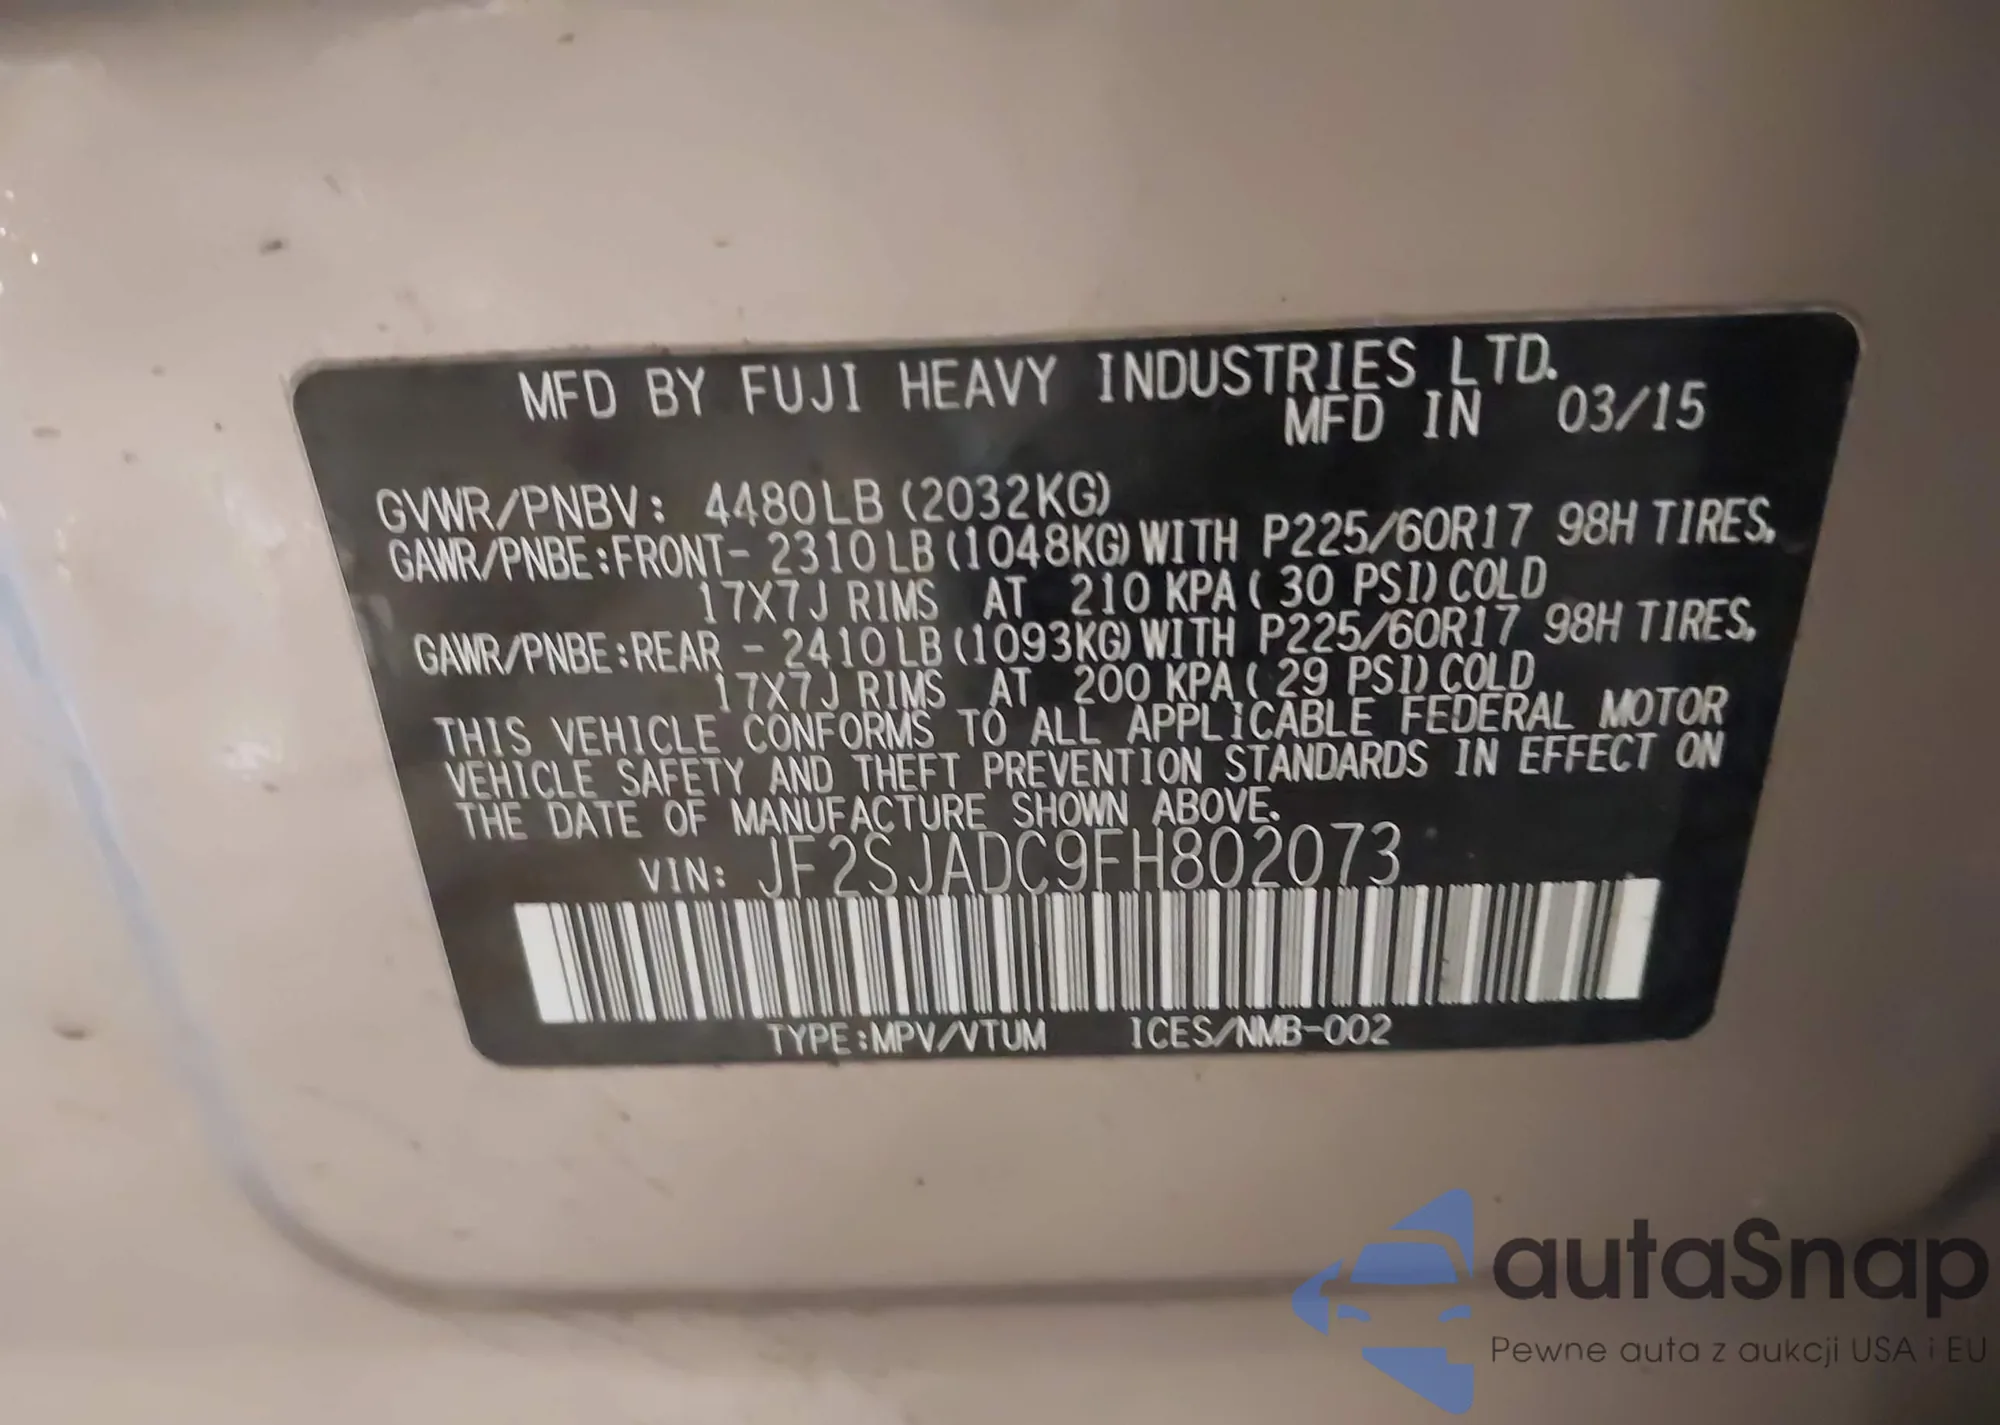 MFD BY FUJI HEAVY INDUSTRIES LTD.
MFD IN 03/15
GVWR/PNBV: 4480LB (2032KG)
GAWR/PNBE:FRONT- 2310LB (1048KG) WITH P225/60R17 98H TIRES,
17X7J RIMS AT 210 KPA ( 30 PSI) COLD
GAWR/PNBE:REAR - 2410LB (1093KG) WITH P225/60R17 98H TIRES,
17X7J RIMS AT 200 KPA ( 29 PSI) COLD
THIS VEHICLE CONFORMS TO ALL APPLICABLE FEDERAL MOTOR
VEHICLE SAFETY AND THEFT PREVENTION STANDARDS IN EFFECT ON
THE DATE OF MANUFACTURE SHOWN ABOVE.
VIN: JF2SJADC9FH802073
TYPE:MPV/VTUM ICES/NMB-002
autaSnap
Pewne auta z aukcji USA i EU